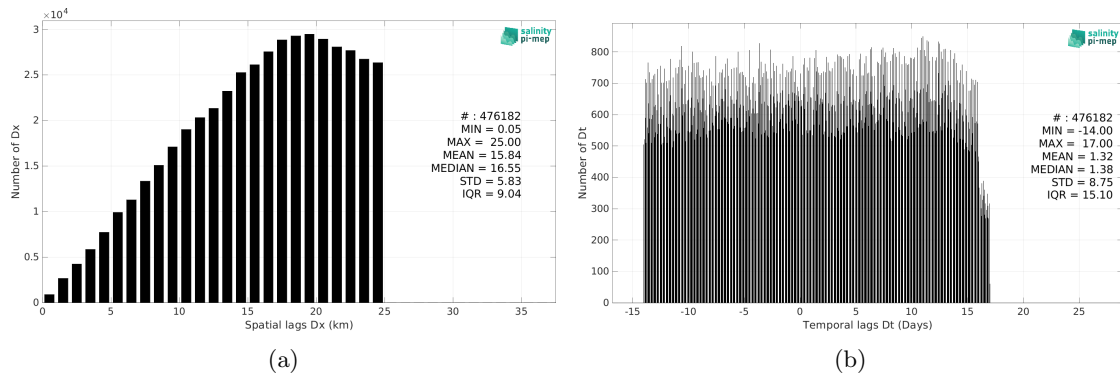 ×10⁴
3
2.5
2
1.5
1
0.5
0
0 5 10 15 20 25 30 35
Number of Dx
Spatial lags Dx (km)
salinity
pi-mep
# : 476182
MIN = 0.05
MAX = 25.00
MEAN = 15.84
MEDIAN = 16.55
STD = 5.83
IQR = 9.04
(a)
800
700
600
500
400
300
200
100
0
-15 -10 -5 0 5 10 15 20 25
Number of Dt
Temporal lags Dt (Days)
salinity
pi-mep
# : 476182
MIN = -14.00
MAX = 17.00
MEAN = 1.32
MEDIAN = 1.38
STD = 8.75
IQR = 15.10
(b)